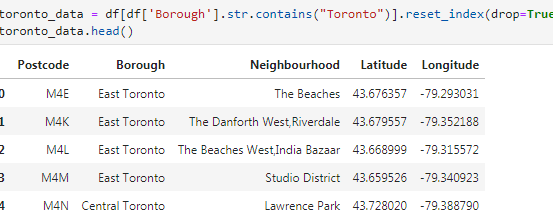 toronto_data = df[df['Borough'].str.contains("Toronto")].reset_index(drop=True
toronto_data.head()
Postcode Borough Neighbourhood Latitude Longitude
0 M4E East Toronto The Beaches 43.676357 -79.293031
1 M4K East Toronto The Danforth West,Riverdale 43.679557 -79.352188
2 M4L East Toronto The Beaches West,India Bazaar 43.668999 -79.315572
3 M4M East Toronto Studio District 43.659526 -79.340923
4 M4N Central Toronto Lawrence Park 43.728020 -79.388790